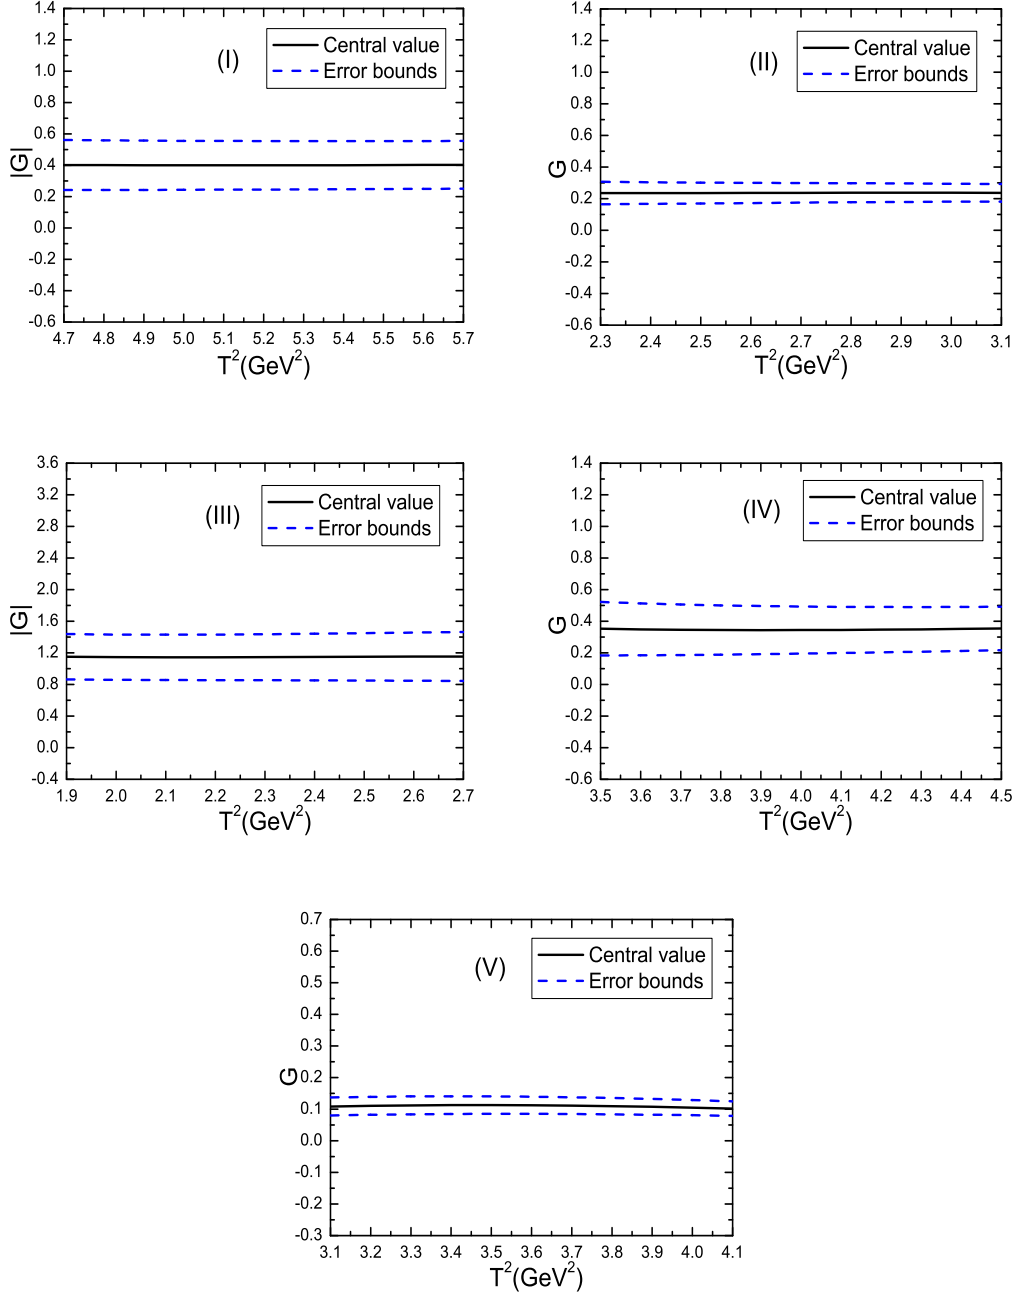 1.4
1.2
1.0
0.8
0.6
0.4
0.2
0.0
-0.2
-0.4
-0.6
|G|
(I)
Central value
Error bounds
4.7 4.8 4.9 5.0 5.1 5.2 5.3 5.4 5.5 5.6 5.7
T²(GeV²)
1.4
1.2
1.0
0.8
0.6
0.4
0.2
0.0
-0.2
-0.4
-0.6
G
(II)
Central value
Error bounds
2.3 2.4 2.5 2.6 2.7 2.8 2.9 3.0 3.1
T²(GeV²)
3.6
3.2
2.8
2.4
2.0
1.6
1.2
0.8
0.4
0.0
-0.4
|G|
(III)
Central value
Error bounds
1.9 2.0 2.1 2.2 2.3 2.4 2.5 2.6 2.7
T²(GeV²)
1.4
1.2
1.0
0.8
0.6
0.4
0.2
0.0
-0.2
-0.4
-0.6
G
(IV)
Central value
Error bounds
3.5 3.6 3.7 3.8 3.9 4.0 4.1 4.2 4.3 4.4 4.5
T²(GeV²)
0.7
0.6
0.5
0.4
0.3
0.2
0.1
0.0
-0.1
-0.2
-0.3
G
(V)
Central value
Error bounds
3.1 3.2 3.3 3.4 3.5 3.6 3.7 3.8 3.9 4.0 4.1
T²(GeV²)